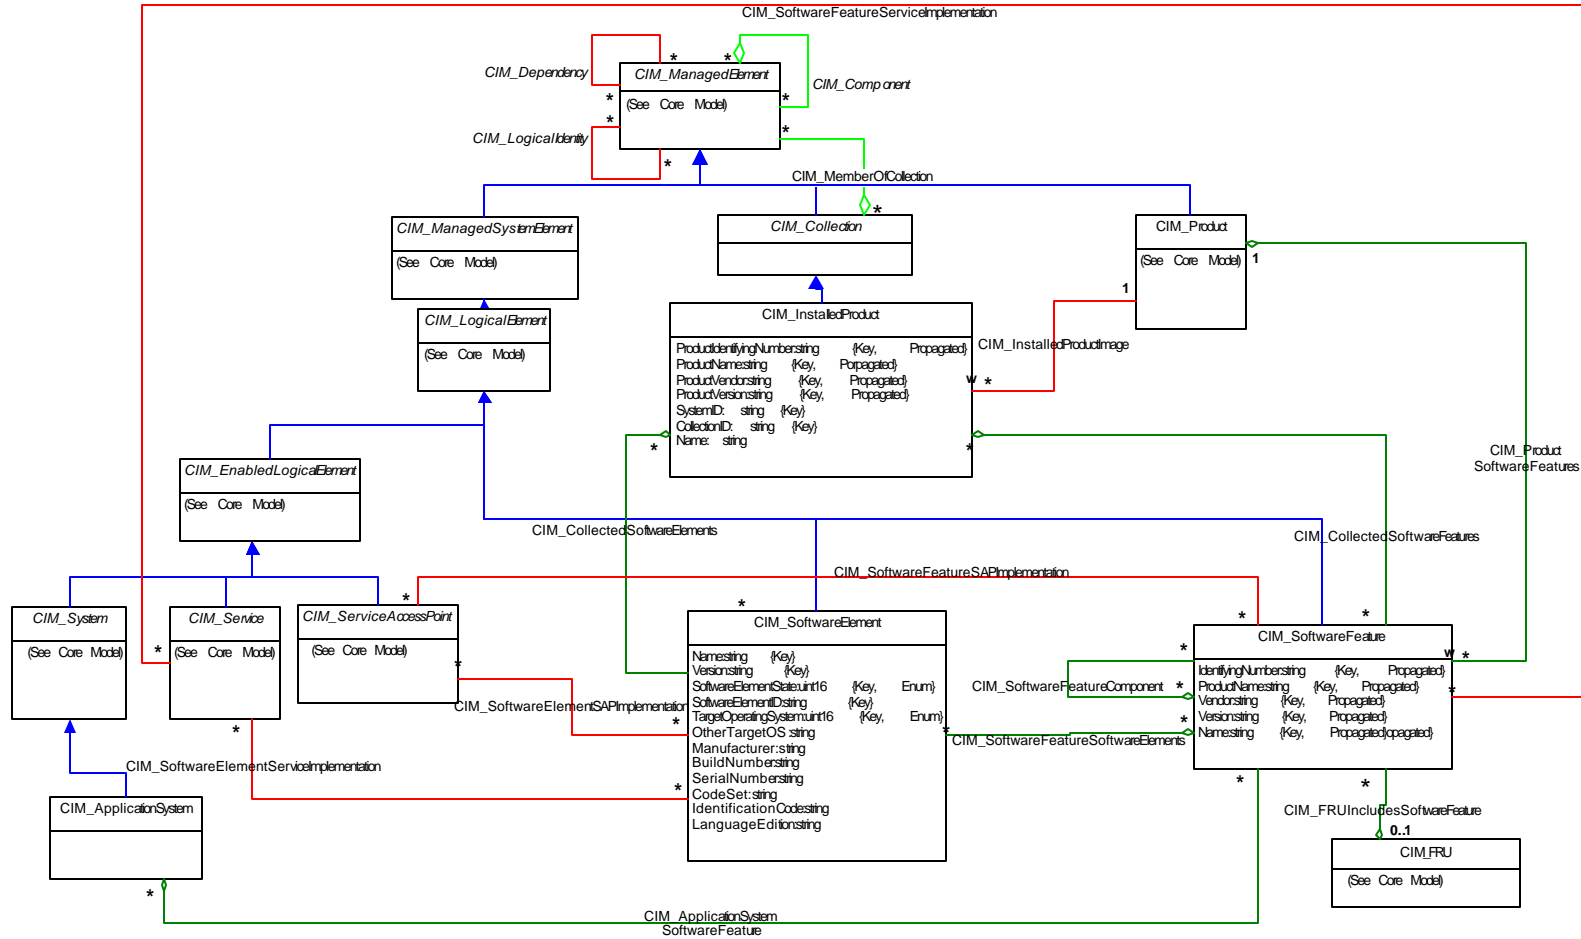 CIM_SoftwareFeatureServiceImplementation
* *
CIM_Dependency
CIM_ManagedElement
CIM_Component
* (See Core Model) *
*
CIM_LogicalIdentity
*
*
CIM_MemberOfCollection
*
CIM_ManagedSystemElement
(See Core Model)
CIM_Collection
CIM_Product
(See Core Model)
1
1
CIM_LogicalElement
(See Core Model)
CIM_InstalledProduct
ProductIdentifyingNumber:string {Key, Propagated}
ProductName:string {Key, Porpagated}
ProductVendor:string {Key, Propagated}
ProductVersion:string {Key, Propagated}
SystemID: string {Key}
CollectionID: string {Key}
Name: string
CIM_InstalledProductImage
w *
* *
CIM_Product
SoftwareFeatures
CIM_EnabledLogicalElement
(See Core Model)
CIM_CollectedSoftwareElements
CIM_CollectedSoftwareFeatures
CIM_SoftwareFeatureSAPImplementation
* * * *
CIM_System
(See Core Model)
CIM_Service
(See Core Model)
*
CIM_ServiceAccessPoint
(See Core Model)
*
CIM_SoftwareElement
Name:string {Key}
Version:string {Key}
SoftwareElementState:uint16 {Key, Enum}
SoftwareElementID:string {Key}
TargetOperatingSystem:uint16 {Key, Enum}
OtherTargetOS:string
Manufacturer:string
BuildNumber:string
SerialNumber:string
CodeSet:string
IdentificationCode:string
LanguageEdition:string
CIM_SoftwareFeature
IdentifyingNumber:string {Key, Propagated}
ProductName:string {Key, Propagated}
Vendor:string {Key, Propagated}
Version:string {Key, Propagated}
Name:string {Key, Propagated}opagated}
*
w *
CIM_SoftwareFeatureComponent *
*
CIM_SoftwareElementSAPImplementation
*
*
* CIM_SoftwareFeatureSoftwareElements
*
CIM_SoftwareElementServiceImplementation
*
CIM_ApplicationSystem
* *
CIM_FRUIncludesSoftwareFeature
0..1
CIM_FRU
(See Core Model)
*
CIM_ApplicationSystem
SoftwareFeature